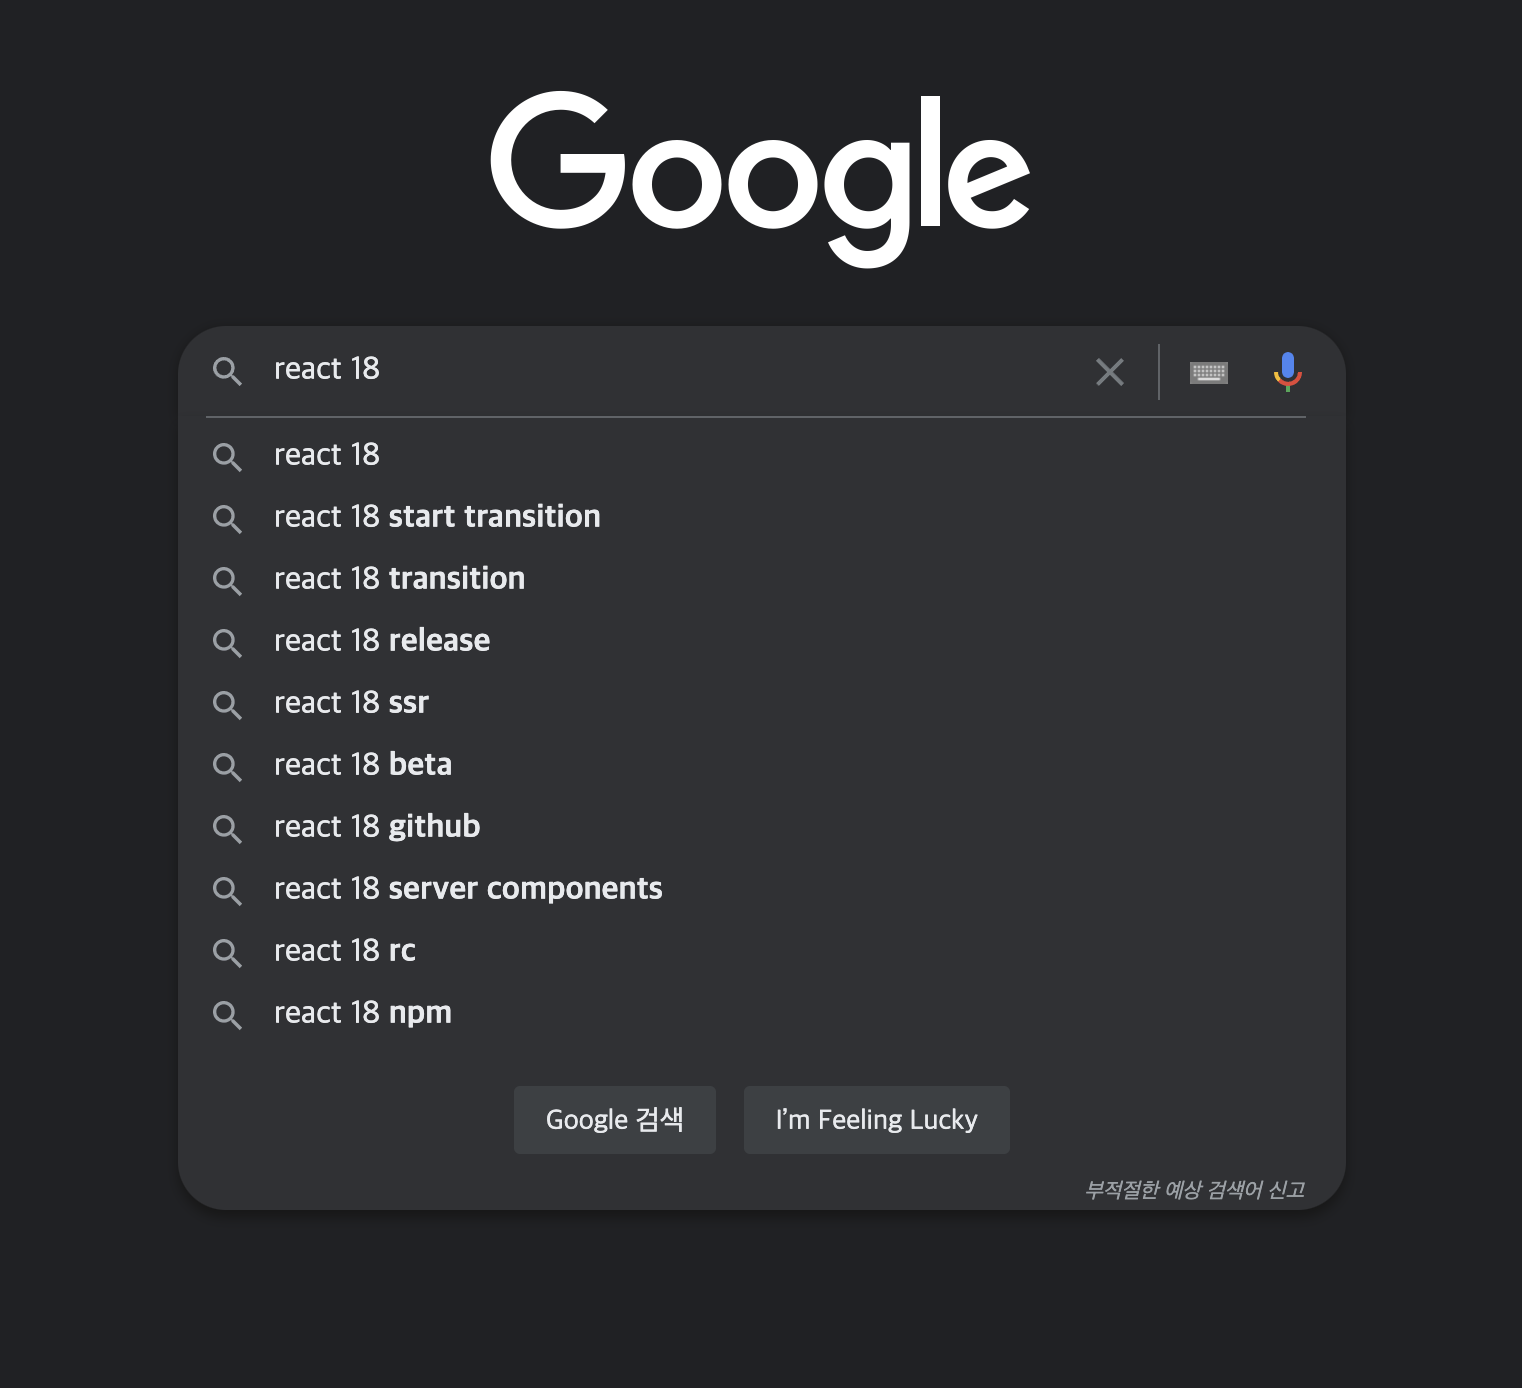 Google
react 18
react 18
react 18 start transition
react 18 transition
react 18 release
react 18 ssr
react 18 beta
react 18 github
react 18 server components
react 18 rc
react 18 npm
Google 검색
I’m Feeling Lucky
부적절한 예상 검색어 신고